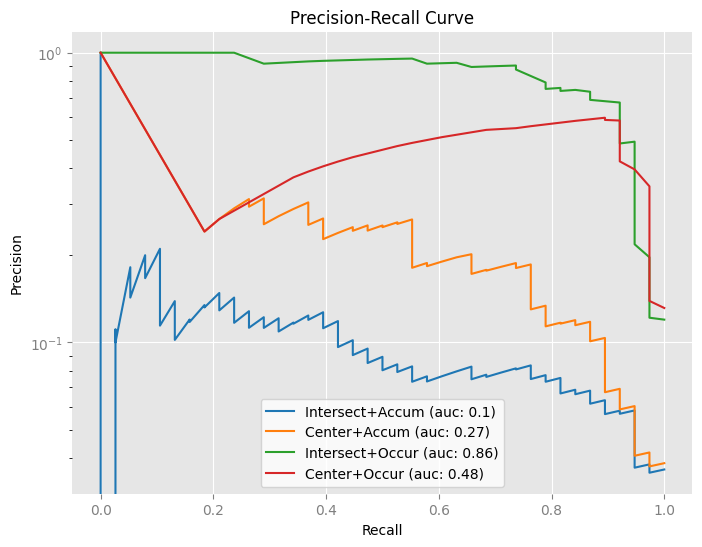 Precision-Recall Curve
10⁰
Precision
10⁻¹
Intersect+Accum (auc: 0.1)
Center+Accum (auc: 0.27)
Intersect+Occur (auc: 0.86)
Center+Occur (auc: 0.48)
0.0 0.2 0.4 0.6 0.8 1.0
Recall